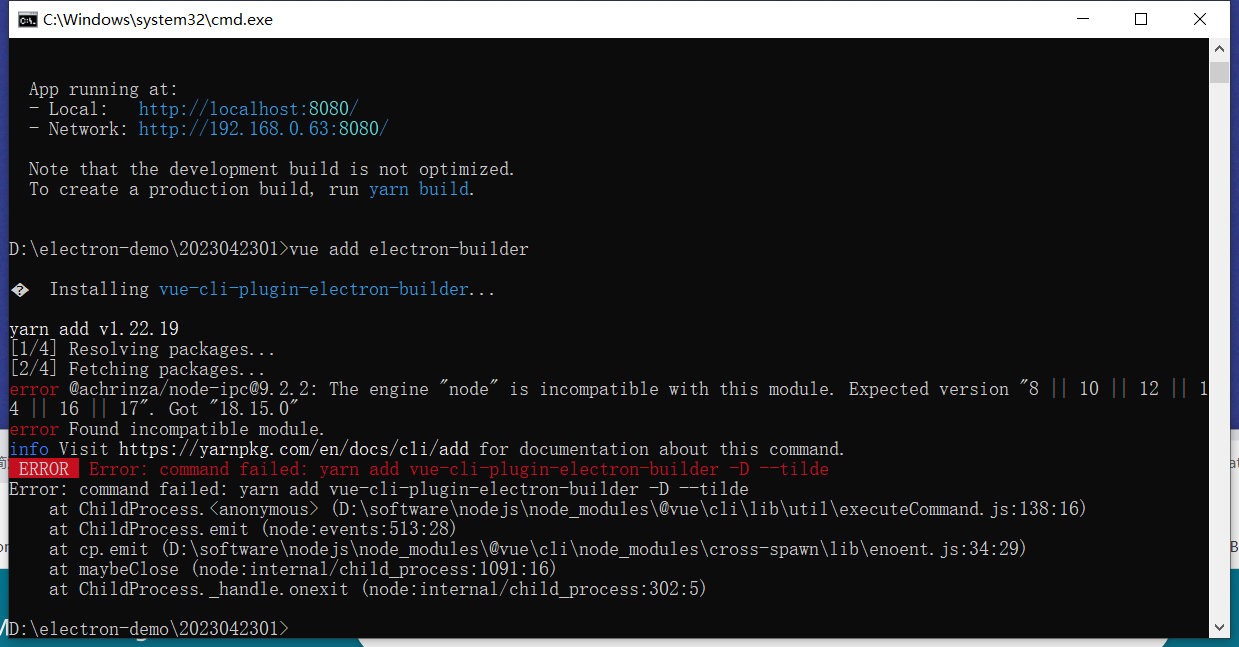 C:\Windows\system32\cmd.exe
App running at:
- Local:   http://localhost:8080/
- Network: http://192.168.0.63:8080/
Note that the development build is not optimized.
To create a production build, run yarn build.
D:\electron-demo\2023042301>vue add electron-builder
�  Installing vue-cli-plugin-electron-builder...
yarn add v1.22.19
[1/4] Resolving packages...
[2/4] Fetching packages...
error @achrinza/node-ipc@9.2.2: The engine "node" is incompatible with this module. Expected version "8 || 10 || 12 || 1
4 || 16 || 17". Got "18.15.0"
error Found incompatible module.
info Visit https://yarnpkg.com/en/docs/cli/add for documentation about this command.
ERROR  Error: command failed: yarn add vue-cli-plugin-electron-builder -D --tilde
Error: command failed: yarn add vue-cli-plugin-electron-builder -D --tilde
    at ChildProcess.<anonymous> (D:\software\nodejs\node_modules\@vue\cli\lib\util\executeCommand.js:138:16)
    at ChildProcess.emit (node:events:513:28)
    at cp.emit (D:\software\nodejs\node_modules\@vue\cli\node_modules\cross-spawn\lib\enoent.js:34:29)
    at maybeClose (node:internal/child_process:1091:16)
    at ChildProcess._handle.onexit (node:internal/child_process:302:5)
D:\electron-demo\2023042301>